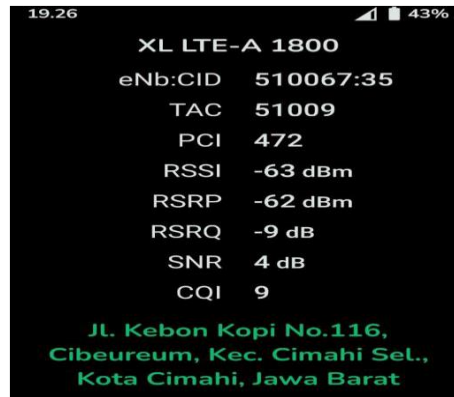 19.26 43%
XL LTE-A 1800
eNb:CID 510067:35
TAC 51009
PCI 472
RSSI -63 dBm
RSRP -62 dBm
RSRQ -9 dB
SNR 4 dB
CQI 9
Jl. Kebon Kopi No.116,
Cibeureum, Kec. Cimahi Sel.,
Kota Cimahi, Jawa Barat